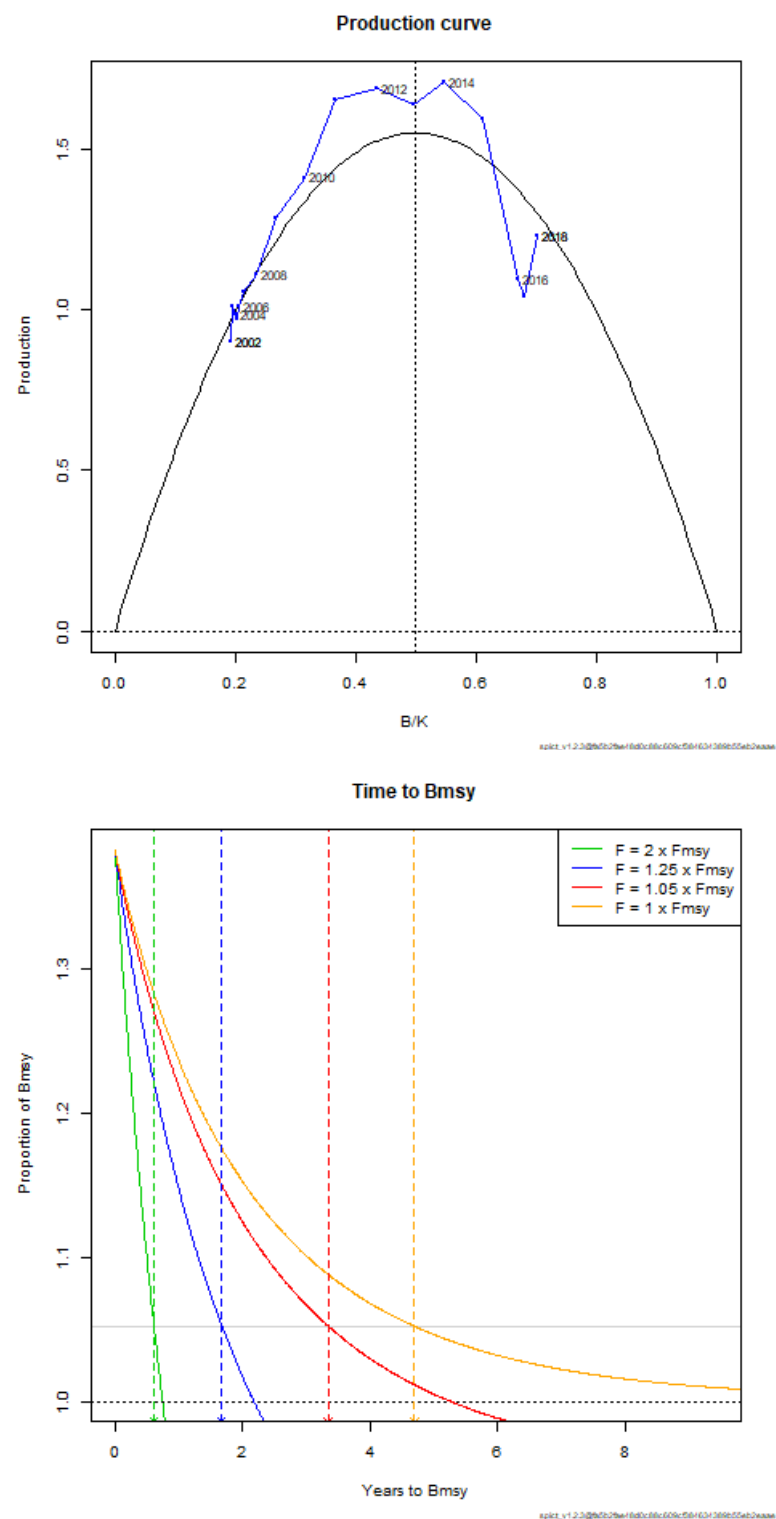 Production curve
2012
2014
1.5
2010
2008
2018
2016
1.0
2006
2004
2002
Production
0.5
0.0
0.0 0.2 0.4 0.6 0.8 1.0
B/K
Time to Bmsy
F = 2 x Fmsy
F = 1.25 x Fmsy
F = 1.05 x Fmsy
F = 1 x Fmsy
1.3
1.2
Proportion of Bmsy
1.1
1.0
0 2 4 6 8
Years to Bmsy